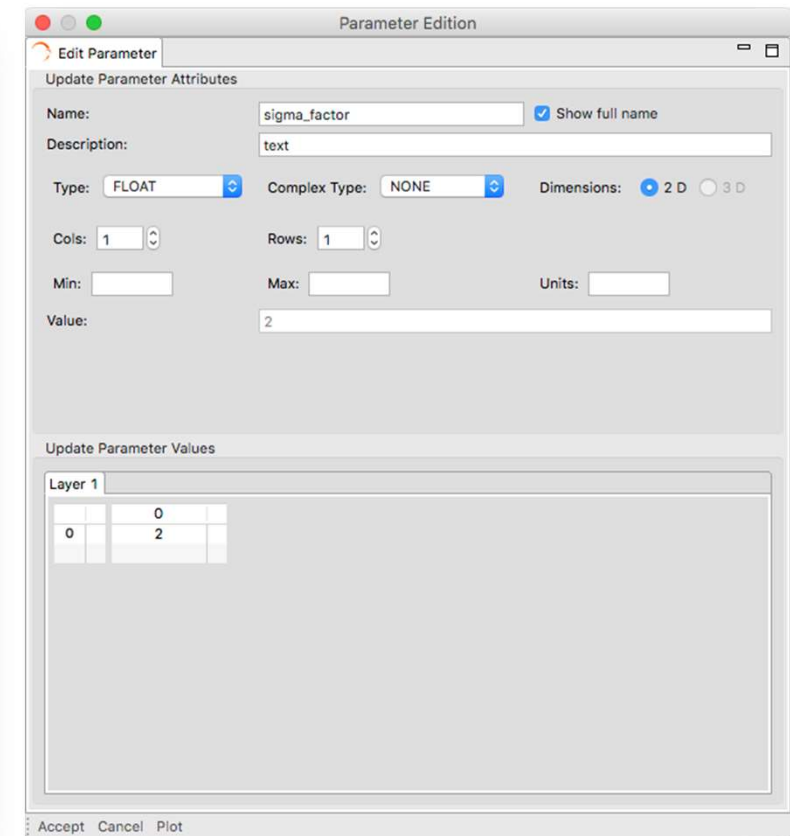 Parameter Edition
Edit Parameter
Update Parameter Attributes
Name: sigma_factor Show full name
Description: text
Type: FLOAT Complex Type: NONE Dimensions: 2 D 3 D
Cols: 1 Rows: 1
Min: Max: Units:
Value: 2
Update Parameter Values
Layer 1
0
0 2
Accept Cancel Plot